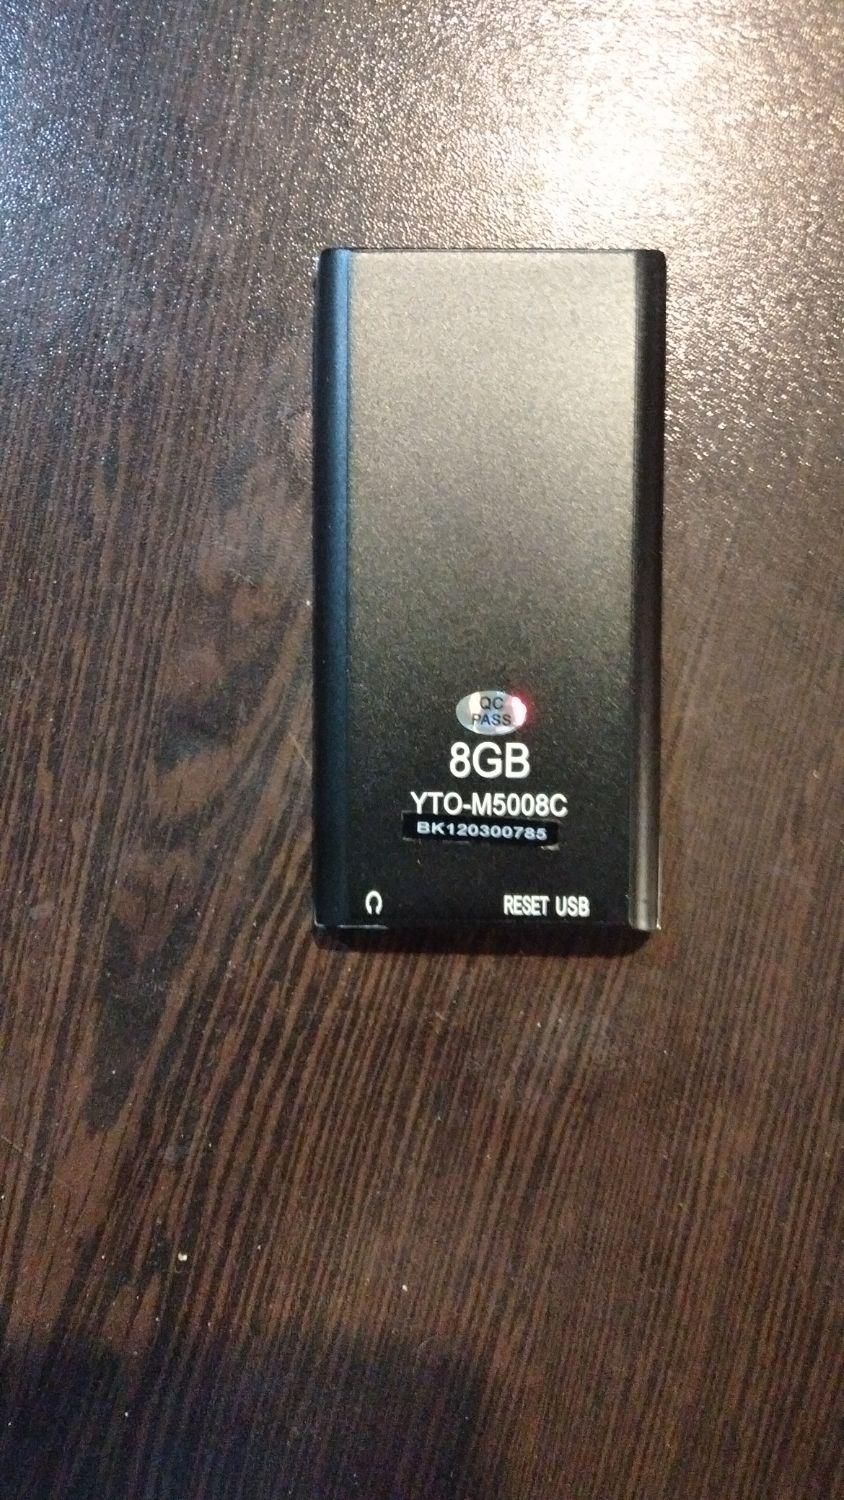 QC
PASS
8GB
YTO-M5008C
BK120300785
RESET USB